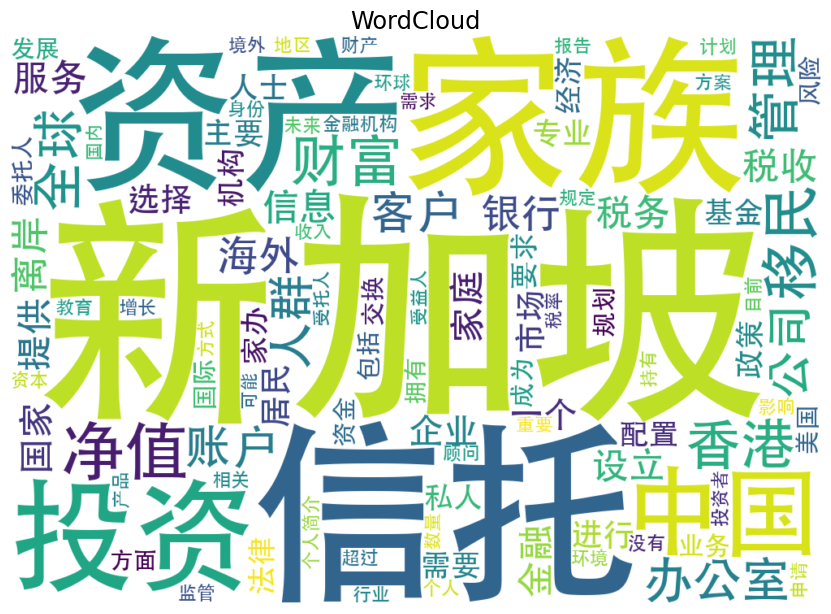 WordCloud
发展
境外
地区
财产
报告
计划
服务
人士
环球
经济
方案
管理
风险
资产
家族
身份
需求
委托人
全球
国内
主要
未来
金融机构
专业
财富
税收
选择
机构
信息
客户
银行
规定
税务
基金
移民
离岸
收入
海外
新加坡
要求
受益人
受托人
人群
交换
家庭
市场
税率
规划
目前
政策
公司
教育
增长
提供
国际
方式
家办
可能
居民
包括
拥有
成为
持有
资本
国家
净值
账户
资金
企业
重要
一个
配置
影响
香港
美国
顾问
设立
投资
产品
相关
信托
私人
中国
投资者
方面
法律
个人简介
数量
需要
金融
进行
没有
业务
超过
环境
办公室
监管
行业
个人
申请